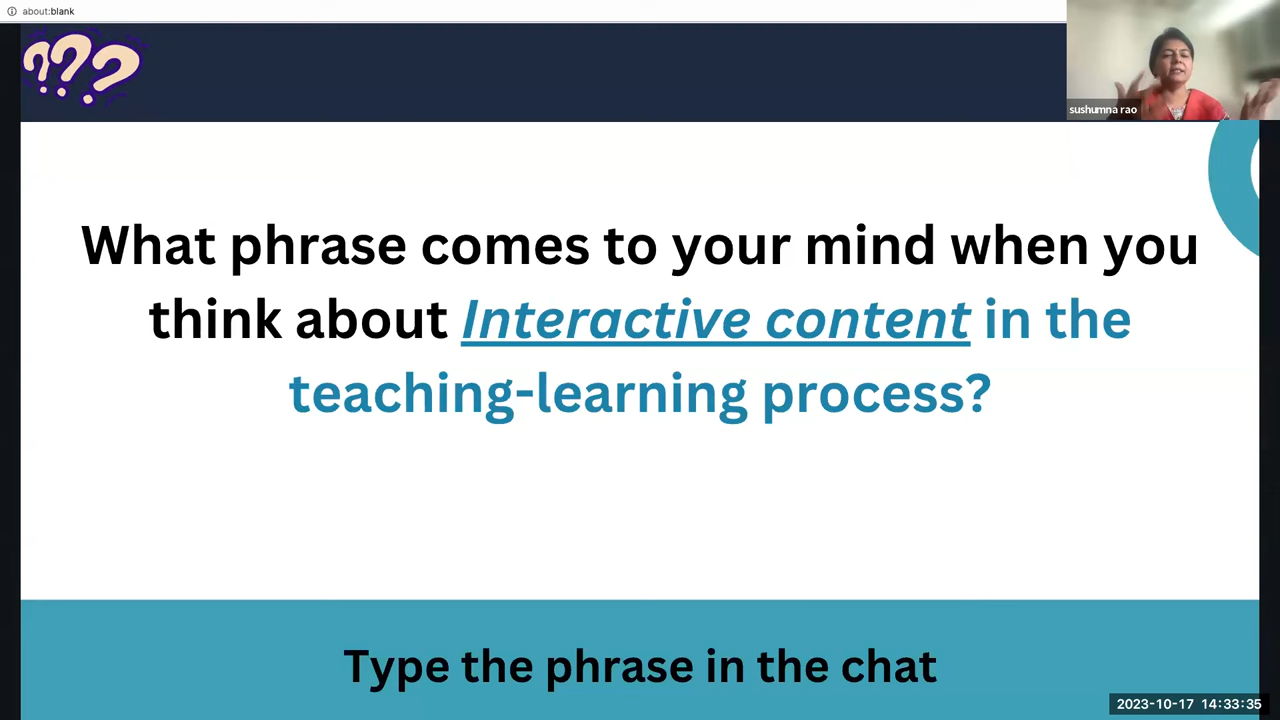 about:blank
???
sushumna rao
What phrase comes to your mind when you
think about Interactive content in the
teaching-learning process?
Type the phrase in the chat
2023-10-17 14:33:35